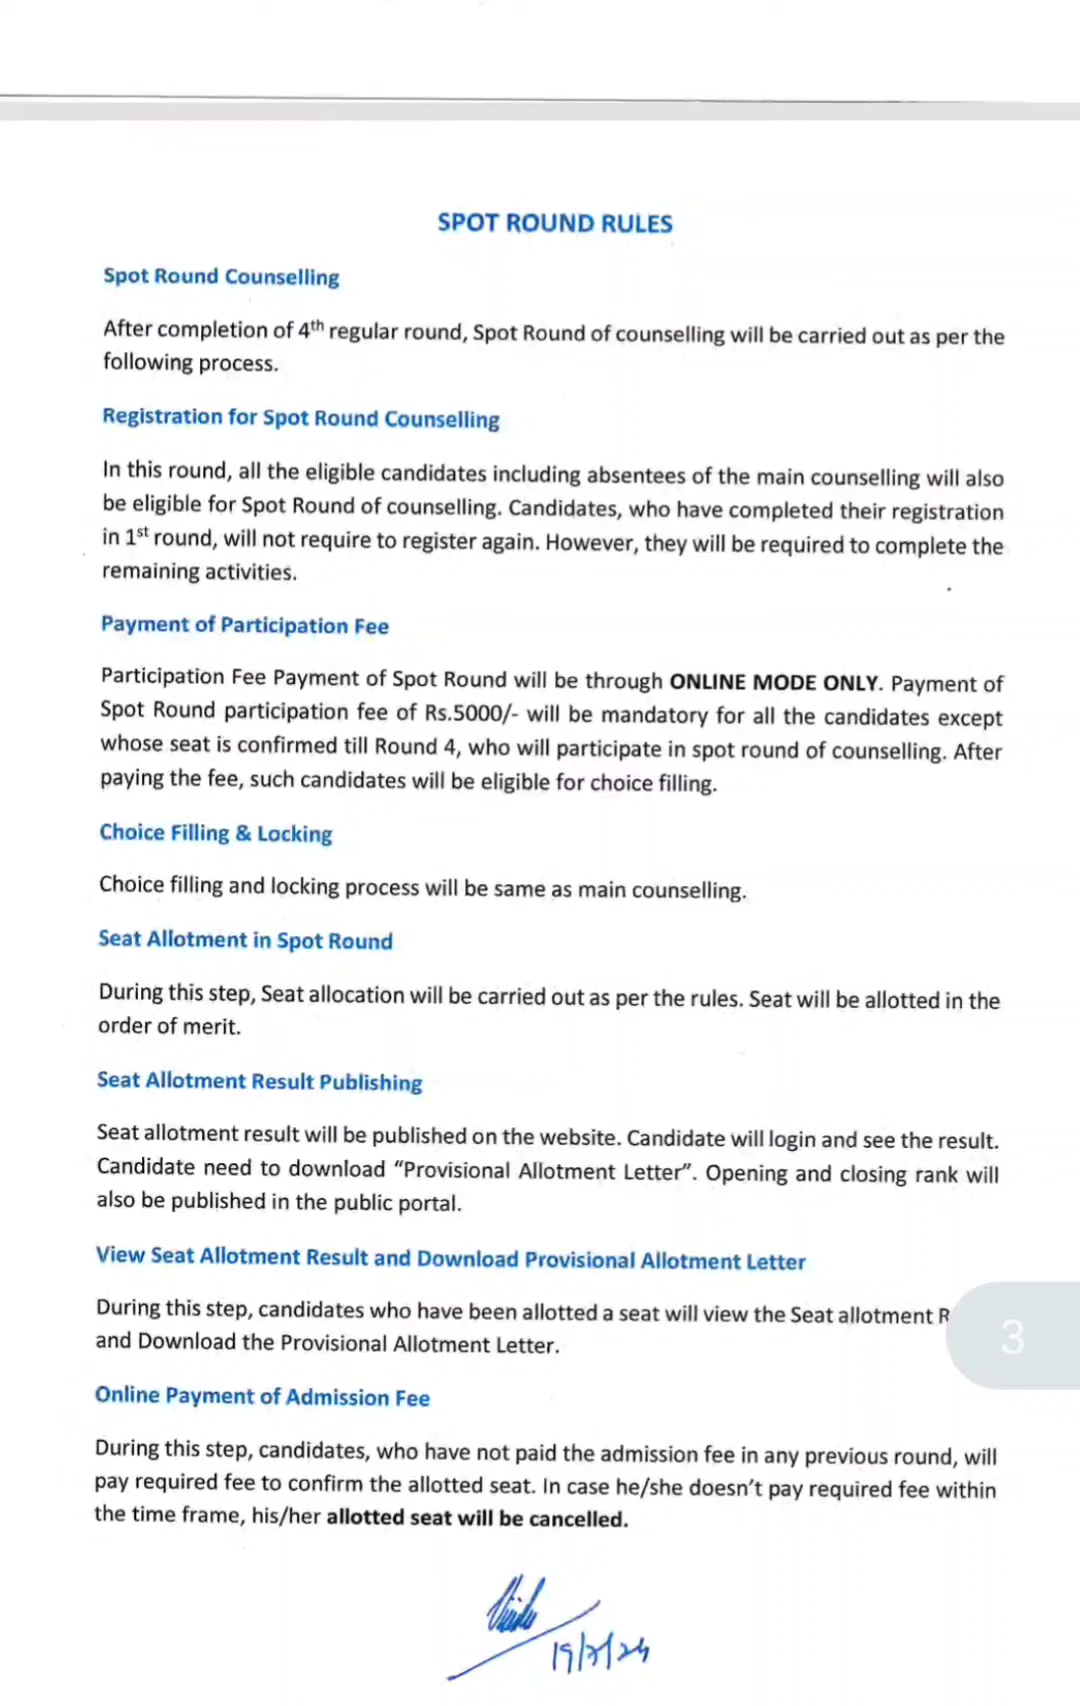 SPOT ROUND RULES
Spot Round Counselling
After completion of 4th regular round, Spot Round of counselling will be carried out as per the
following process.
Registration for Spot Round Counselling
In this round, all the eligible candidates including absentees of the main counselling will also
be eligible for Spot Round of counselling. Candidates, who have completed their registration
in 1st round, will not require to register again. However, they will be required to complete the
remaining activities.
Payment of Participation Fee
Participation Fee Payment of Spot Round will be through ONLINE MODE ONLY. Payment of
Spot Round participation fee of Rs.5000/- will be mandatory for all the candidates except
whose seat is confirmed till Round 4, who will participate in spot round of counselling. After
paying the fee, such candidates will be eligible for choice filling.
Choice Filling & Locking
Choice filling and locking process will be same as main counselling.
Seat Allotment in Spot Round
During this step, Seat allocation will be carried out as per the rules. Seat will be allotted in the
order of merit.
Seat Allotment Result Publishing
Seat allotment result will be published on the website. Candidate will login and see the result.
Candidate need to download “Provisional Allotment Letter”. Opening and closing rank will
also be published in the public portal.
View Seat Allotment Result and Download Provisional Allotment Letter
During this step, candidates who have been allotted a seat will view the Seat allotment R
3
and Download the Provisional Allotment Letter.
Online Payment of Admission Fee
During this step, candidates, who have not paid the admission fee in any previous round, will
pay required fee to confirm the allotted seat. In case he/she doesn’t pay required fee within
the time frame, his/her allotted seat will be cancelled.